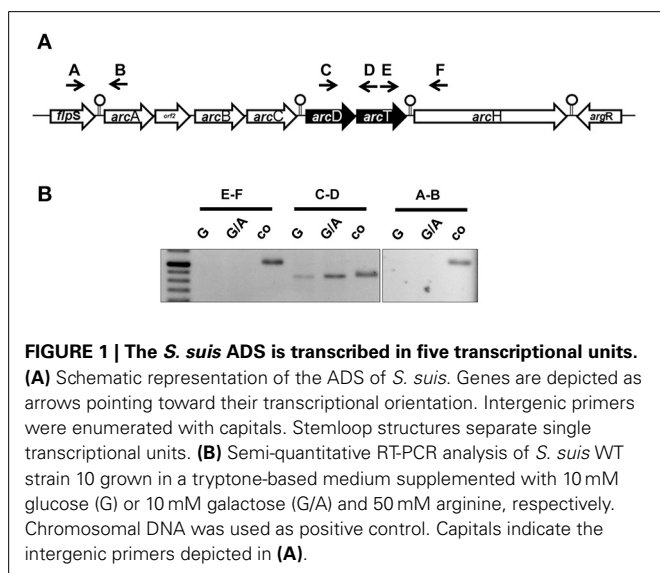 A
A B C D E F
flpS arcA orf2 arcB arcC arcD arcT arcH argR
B
E-F C-D A-B
G G/A co G G/A co G G/A co
FIGURE 1 | The S. suis ADS is transcribed in five transcriptional units.
(A) Schematic representation of the ADS of S. suis. Genes are depicted as
arrows pointing toward their transcriptional orientation. Intergenic primers
were enumerated with capitals. Stemloop structures separate single
transcriptional units. (B) Semi-quantitative RT-PCR analysis of S. suis WT
strain 10 grown in a tryptone-based medium supplemented with 10 mM
glucose (G) or 10 mM galactose (G/A) and 50 mM arginine, respectively.
Chromosomal DNA was used as positive control. Capitals indicate the
intergenic primers depicted in (A).